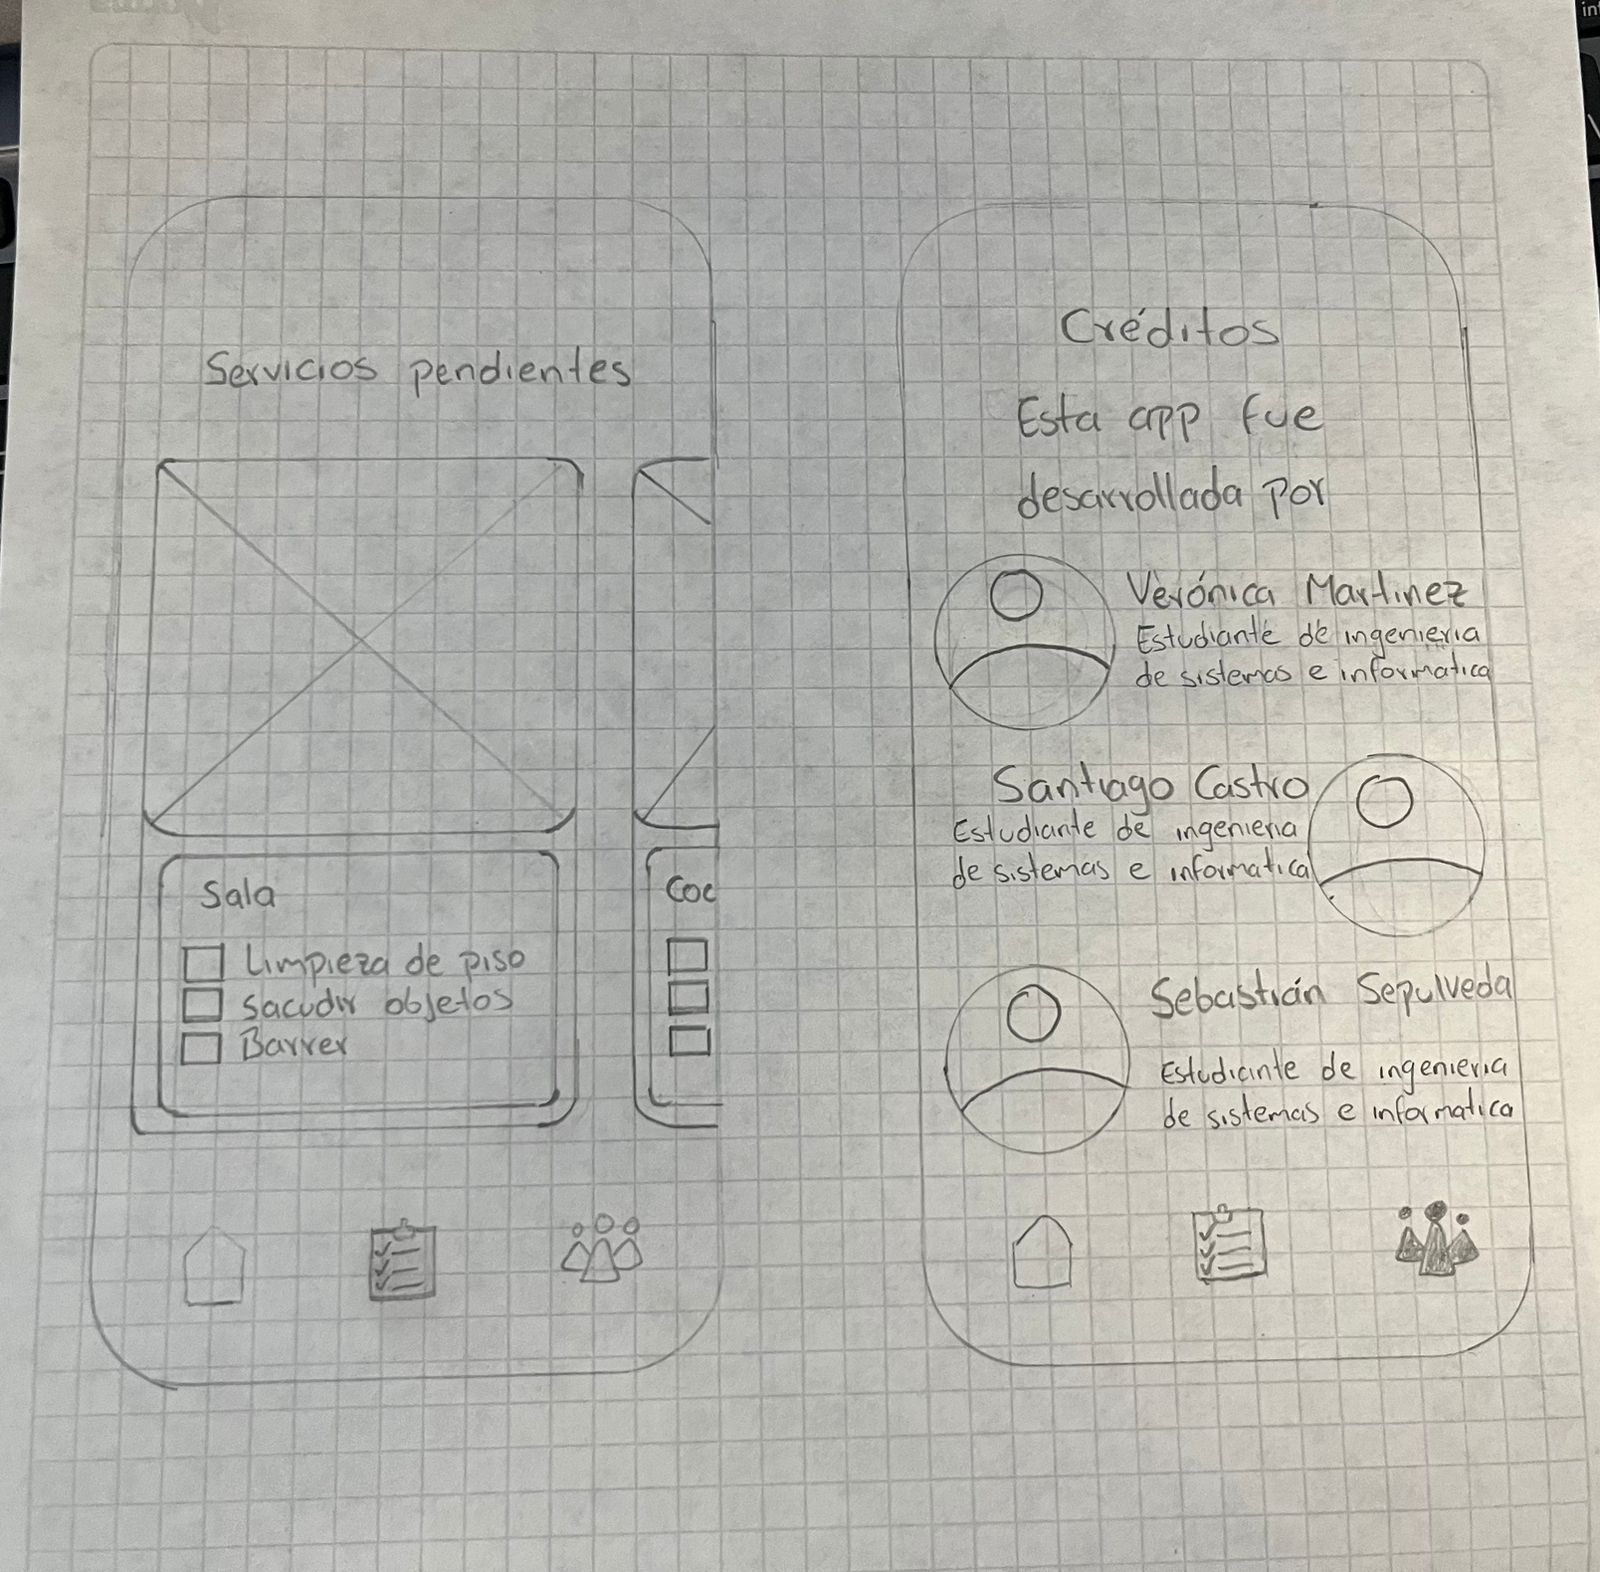 Servicios pendientes
Sala
Limpieza de piso
sacudir objetos
Barrer
Coc
Créditos
Esta app fue
desarrollada por
Verónica Martinez
Estudiante de ingenieria
de sistemas e informatica
Santiago Castro
Estudiante de ingenieria
de sistemas e informatica
Sebastián Sepulveda
Estudiante de ingenieria
de sistemas e informatica